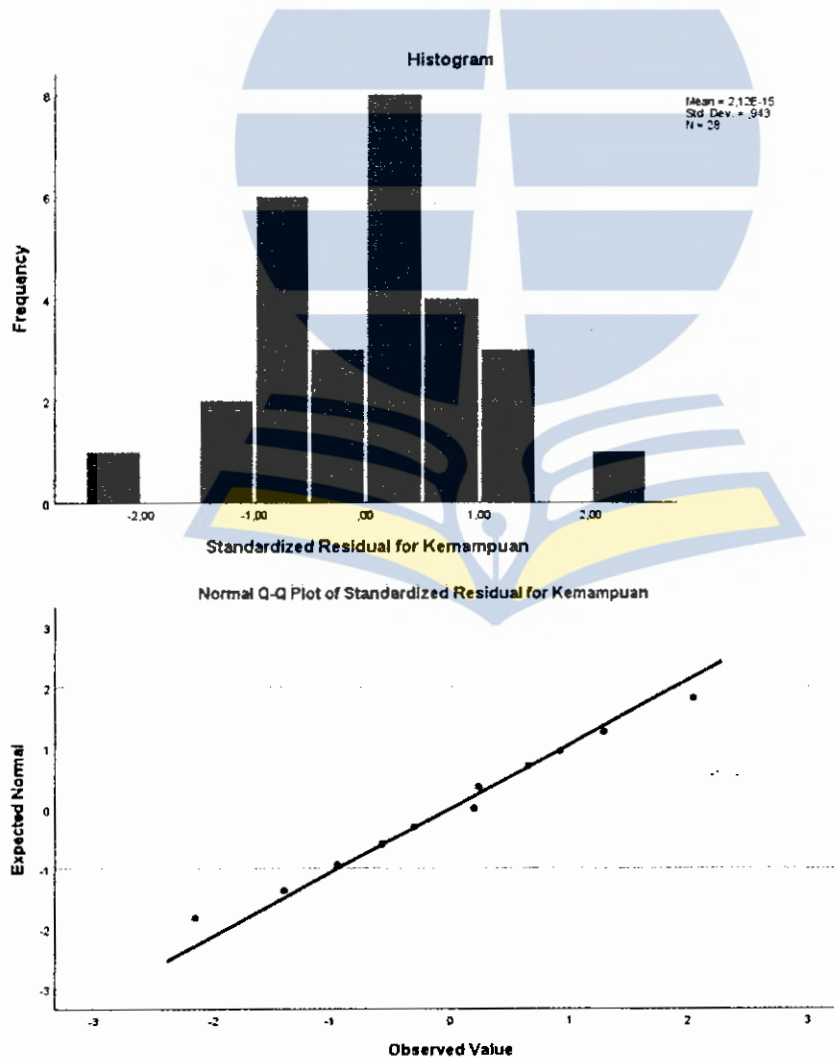 Histogram
Mean = 2,13E-15
Std. Dev. = ,943
N = 28
Frequency
8
6
4
2
0
-2,00 -1,00 ,00 1,00 2,00
Standardized Residual for Kemampuan
Normal Q-Q Plot of Standardized Residual for Kemampuan
Expected Normal
3
2
1
0
-1
-2
-3
-3 -2 -1 0 1 2 3
Observed Value